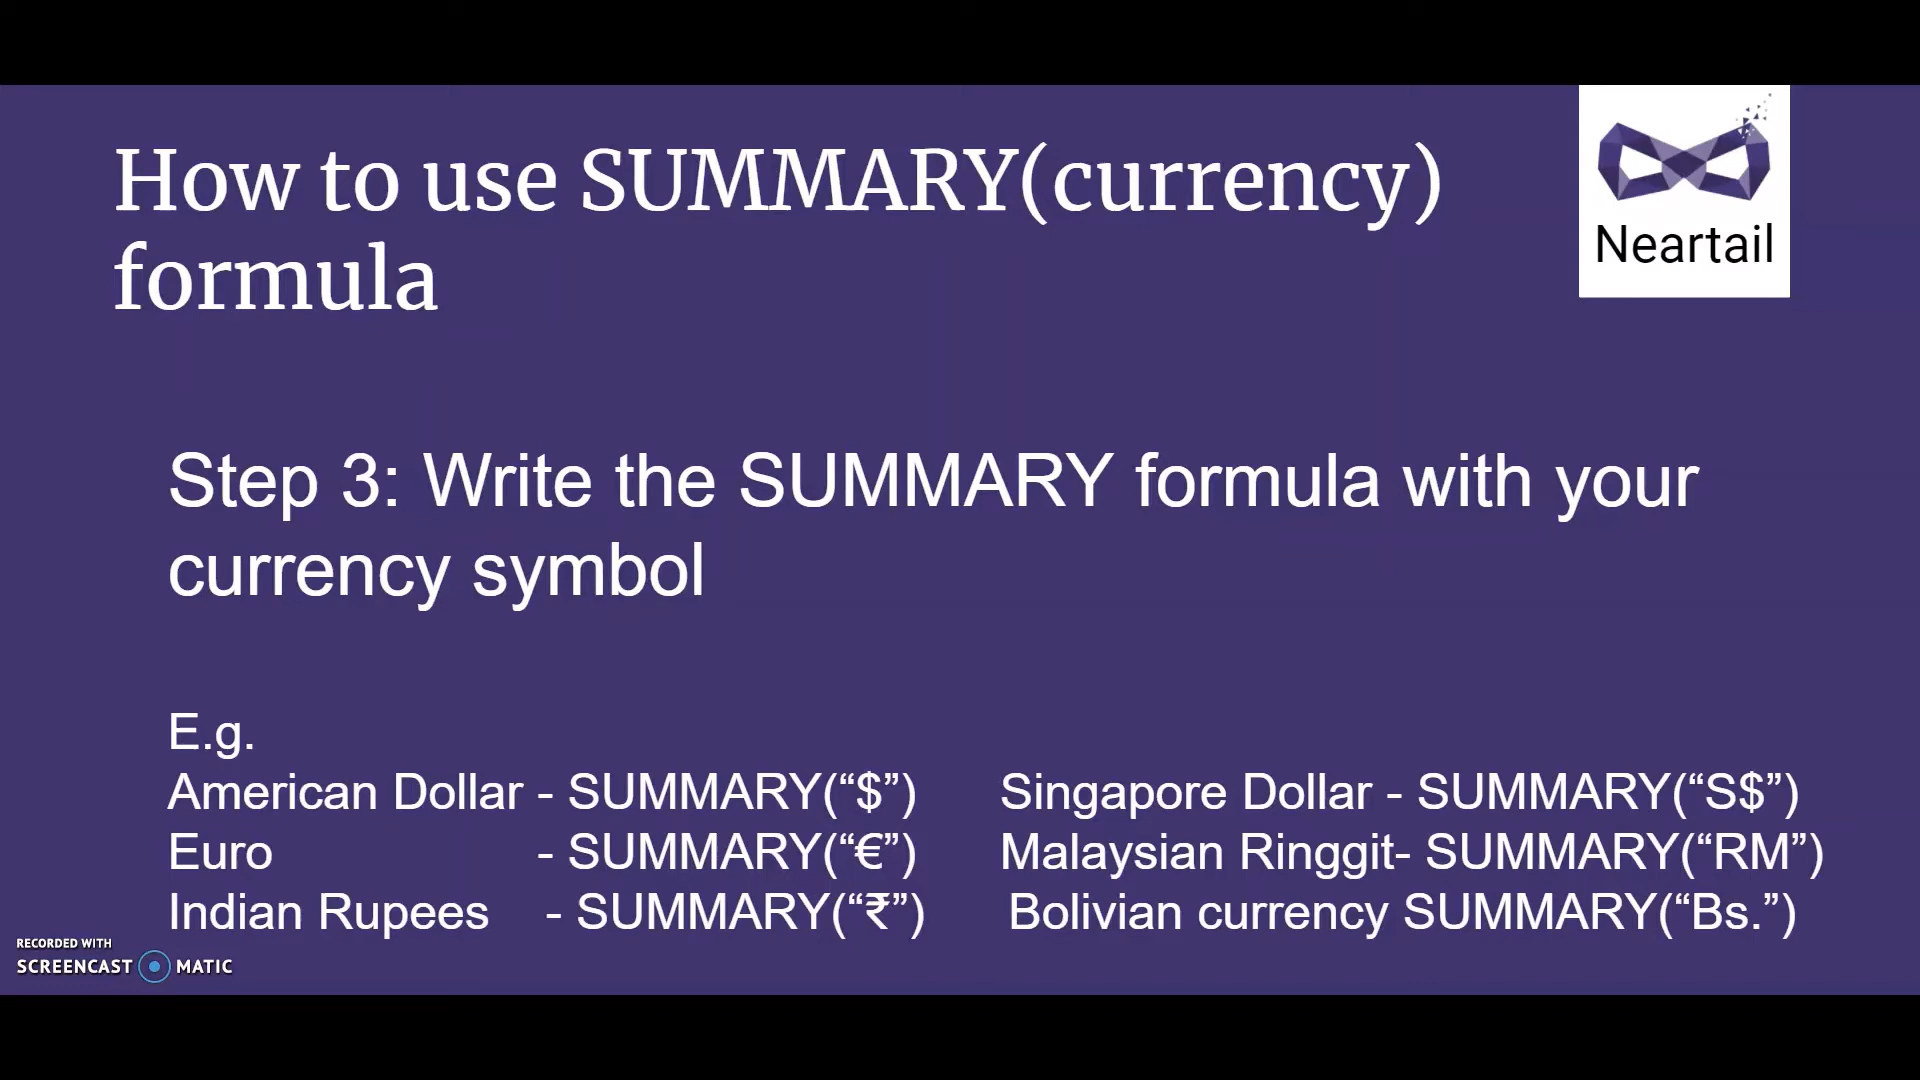 How to use SUMMARY(currency)
formula
Neartail
Step 3: Write the SUMMARY formula with your
currency symbol
E.g.
American Dollar - SUMMARY(“$”)
Euro - SUMMARY(“€”)
Indian Rupees - SUMMARY(“₹”)
Singapore Dollar - SUMMARY(“S$”)
Malaysian Ringgit- SUMMARY(“RM”)
Bolivian currency SUMMARY(“Bs.”)
RECORDED WITH
SCREENCAST MATIC